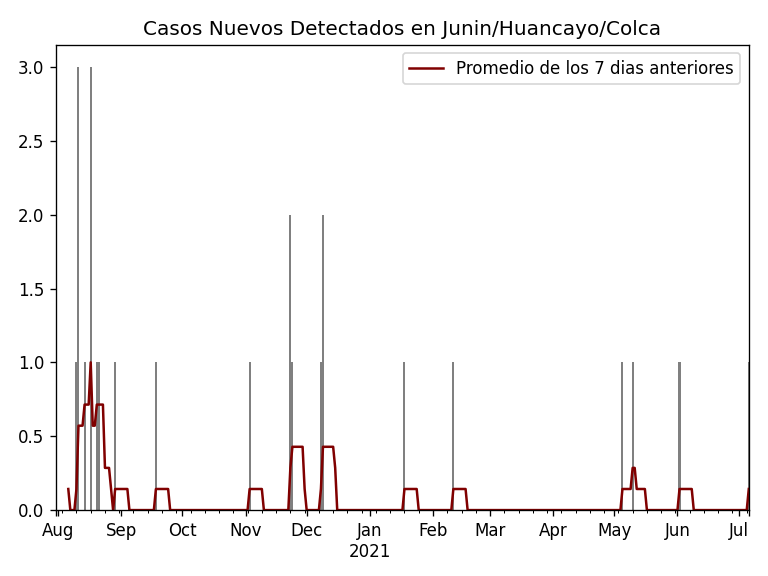 Casos Nuevos Detectados en Junin/Huancayo/Colca
Promedio de los 7 dias anteriores
3.0
2.5
2.0
1.5
1.0
0.5
0.0
Aug Sep Oct Nov Dec Jan Feb Mar Apr May Jun Jul
2021